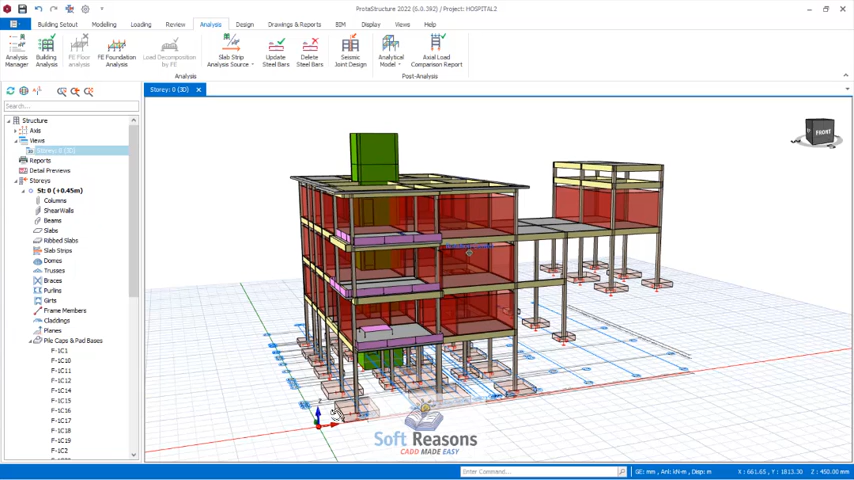 ProtaStructure 2022 (6.0.392) / Project: HOSPITAL2
Building Setout Modeling Loading Review Analysis Design Drawings & Reports BIM Display Views Help
Analysis Manager
Building Analysis
FE Floor analysis
FE Foundation Analysis
Load Decomposition by FE
Slab Strip Analysis Source
Update Steel Bars
Delete Steel Bars
Seismic Joint Design
Analytical Model
Axial Load Comparison Report
Analysis
Post-Analysis
Storey: 0 (3D)
Search...
Structure
Axis
Views
Storey: 0 (3D)
Reports
Detail Previews
Storeys
St: 0 (+0.45m)
Columns
ShearWalls
Beams
Slabs
Ribbed Slabs
Slab Strips
Domes
Trusses
Braces
Purlins
Girts
Frame Members
Claddings
Planes
Pile Caps & Pad Bases
F-1C1
F-1C10
F-1C11
F-1C12
F-1C14
F-1C15
F-1C16
F-1C17
F-1C18
F-1C19
F-1C2
FRONT
Z
Soft Reasons
CADD MADE EASY
Enter Command...
GE: mm , Anl: kN-m , Disp: m
X : 661.65, Y : 1813.30 Z: 450.00 mm